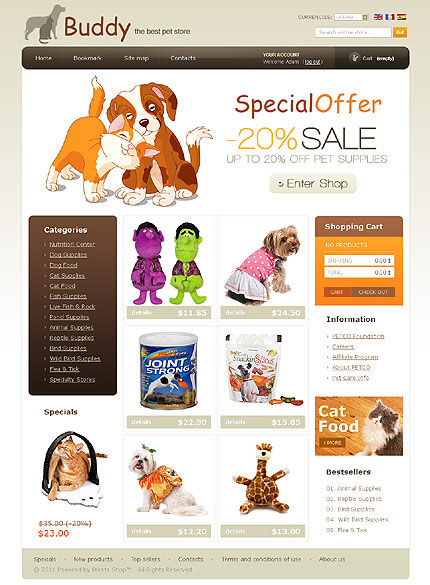 CURRENCIES:
Buddy the best pet store
Search entire store...
Go!
Home
Bookmark
Site map
Contacts
YOUR ACCOUNT
Welcome Adam (log out)
Cart (empty)
SpecialOffer
-20% SALE
UP TO 20% OFF PET SUPPLIES
Enter Shop
Categories
Nutrition Center
Dog Supplies
Dog Food
Cat Supplies
Cat Food
Fish Supplies
Live Fish & Rock
Pond Supplies
Animal Supplies
Reptile Supplies
Bird Supplies
Wild Bird Supplies
Flea & Tick
Specialty Stores
Specials
$35.00 (-20%)
$23.00
details $11.85
details $24.50
JOINT STRONG
details $22.30
details $15.85
details $12.20
details $13.00
Shopping Cart
NO PRODUCTS
SHIPPING 0.00 $
TOTAL 0.00 $
CART
CHECK OUT
Information
PETCO Foundation
Careers
Affiliate Program
About PETCO
Pet Care Info
Cat
Food
MORE
Bestsellers
01. Animal Supplies
02. Reptile Supplies
03. Bird Supplies
04. Wild Bird Supplies
05. Flea & Tick
Specials
New products
Top sellers
Contacts
Terms and conditions of use
About us
© 2011 Powered by Presta Shop™. All Rights Reserved